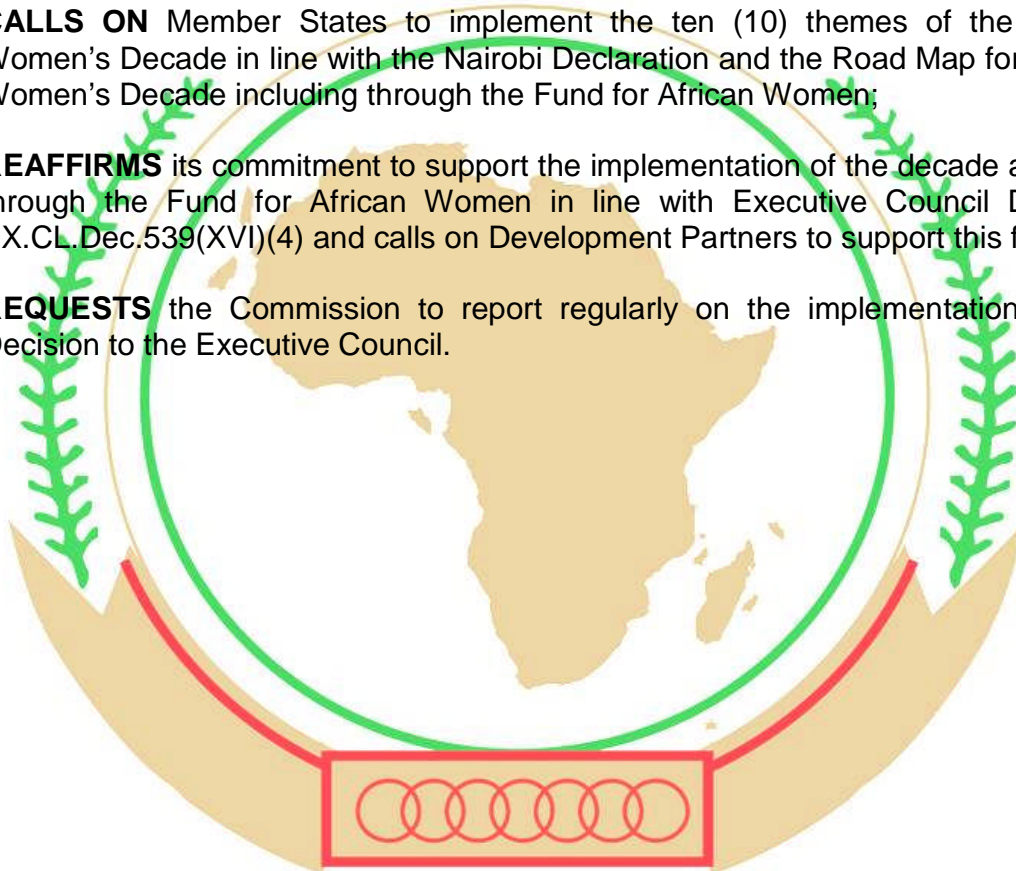 CALLS ON Member States to implement the ten (10) themes of the
Women’s Decade in line with the Nairobi Declaration and the Road Map for
Women’s Decade including through the Fund for African Women;
REAFFIRMS its commitment to support the implementation of the decade
through the Fund for African Women in line with Executive Council
EX.CL.Dec.539(XVI)(4) and calls on Development Partners to support this
REQUESTS the Commission to report regularly on the implementation
Decision to the Executive Council.